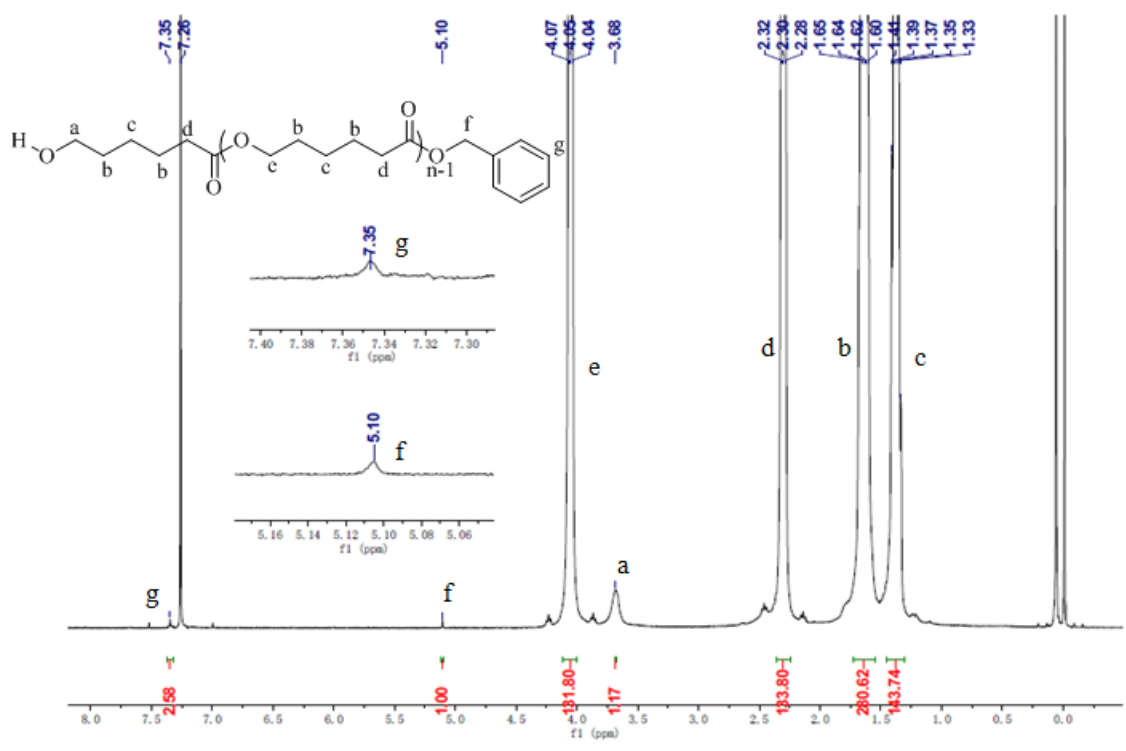 7.35 7.26 5.10 4.07 4.05 4.04 3.68 2.32 2.30 2.28 1.65 1.64 1.62 1.60 1.41 1.39 1.37 1.35 1.33
O f
H a c d b b
O b b O e c d O n-1 g
O
7.35 g
7.40 7.38 7.36 7.34 7.32 7.30
f1 (ppm)
d b c
e
5.10 f
5.16 5.14 5.12 5.10 5.08 5.06
f1 (ppm)
g f a
2.58 1.00 131.80 1.17 133.80 280.62 143.74
8.0 7.5 7.0 6.5 6.0 5.5 5.0 4.5 4.0 3.5 3.0 2.5 2.0 1.5 1.0 0.5 0.0
f1 (ppm)